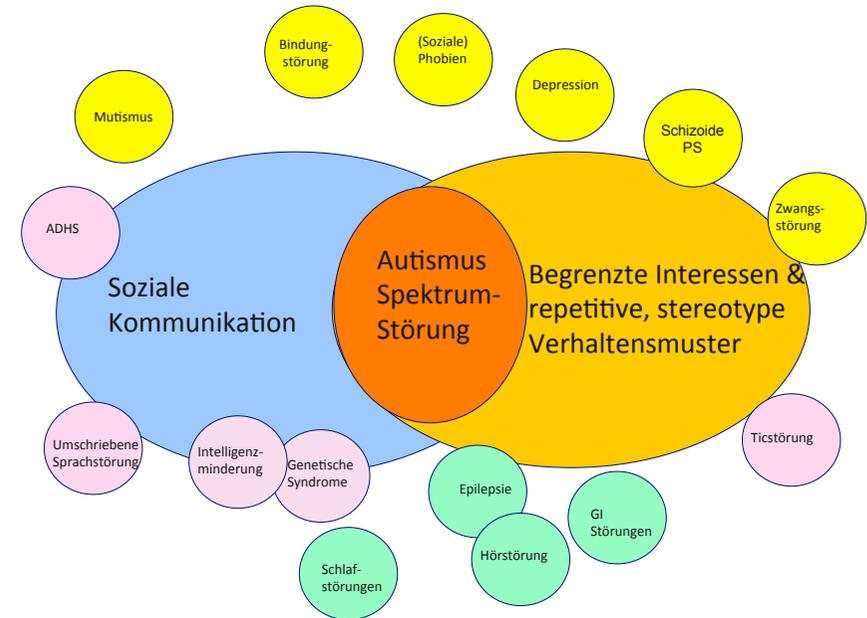 Bindung-
störung
(Soziale)
Phobien
Depression
Mutismus
Schizoide
PS
Zwangs-
störung
ADHS
Soziale
Kommunikation
Autismus
Spektrum-
Störung
Begrenzte Interessen &
repetitive, stereotype
Verhaltensmuster
Umschriebene
Sprachstörung
Intelligenz-
minderung
Genetische
Syndrome
Ticstörung
Epilepsie
GI
Störungen
Hörstörung
Schlaf-
störungen